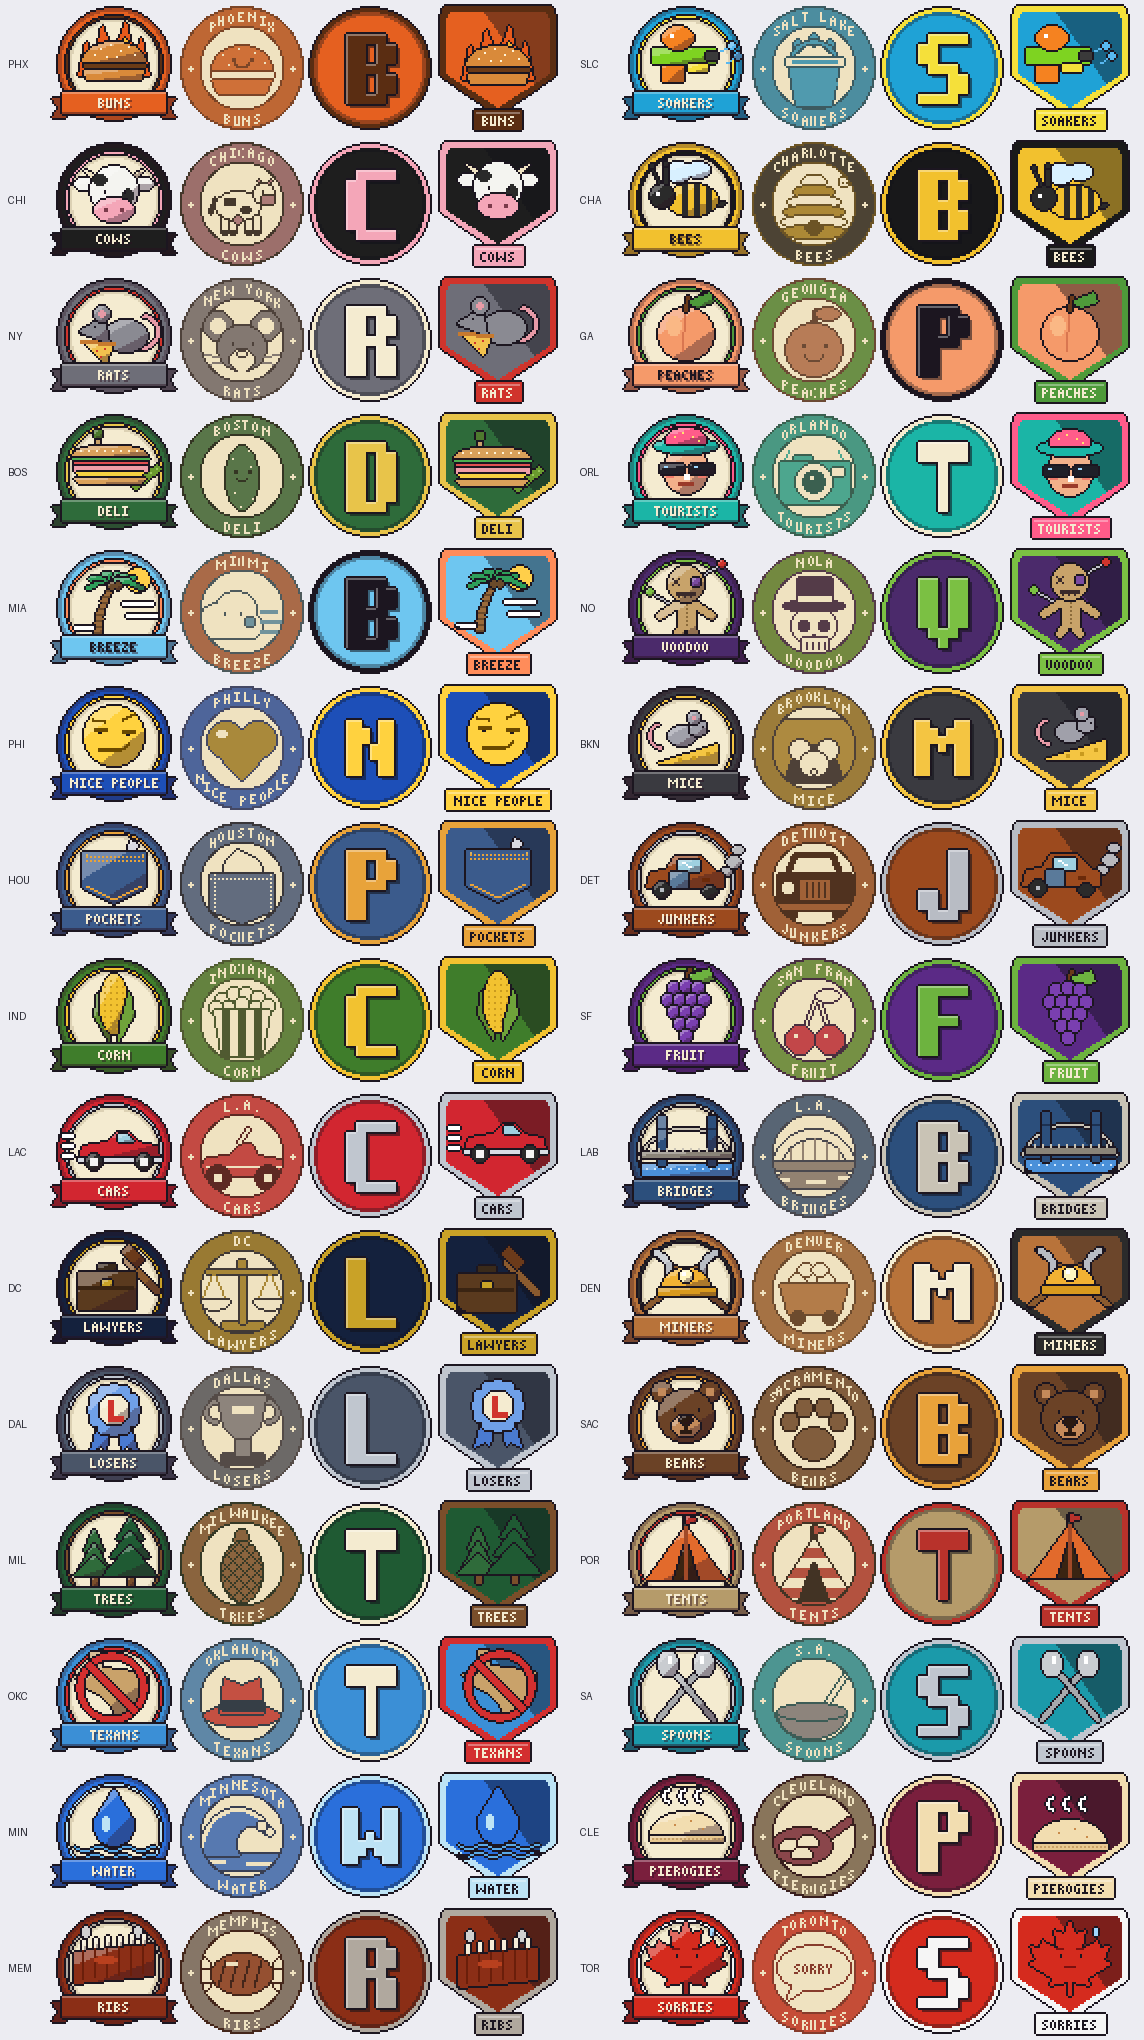 PHX
BUNS
PHOENIX
BUNS
B
BUNS
SLC
SOAKERS
SALT LAKE
SOAKERS
S
SOAKERS
CHI
COWS
CHICAGO
COWS
C
COWS
CHA
BEES
CHARLOTTE
BEES
B
BEES
NY
RATS
NEW YORK
RATS
R
RATS
GA
PEACHES
GEORGIA
PEACHES
P
PEACHES
BOS
DELI
BOSTON
DELI
D
DELI
ORL
TOURISTS
ORLANDO
TOURISTS
T
TOURISTS
MIA
BREEZE
MIAMI
BREEZE
B
BREEZE
NO
VOODOO
NOLA
VOODOO
V
VOODOO
PHI
NICE PEOPLE
PHILLY
NICE PEOPLE
N
NICE PEOPLE
BKN
MICE
BROOKLYN
MICE
M
MICE
HOU
POCKETS
HOUSTON
POCKETS
P
POCKETS
DET
JUNKERS
DETROIT
JUNKERS
J
JUNKERS
IND
CORN
INDIANA
CORN
C
CORN
SF
FRUIT
SAN FRAN
FRUIT
F
FRUIT
LAC
CARS
L.A.
CARS
C
CARS
LAB
BRIDGES
L.A.
BRIDGES
B
BRIDGES
DC
LAWYERS
DC
LAWYERS
L
LAWYERS
DEN
MINERS
DENVER
MINERS
M
MINERS
DAL
L
LOSERS
DALLAS
LOSERS
L
L
LOSERS
SAC
BEARS
SACRAMENTO
BEARS
B
BEARS
MIL
TREES
MILWAUKEE
TREES
T
TREES
POR
TENTS
PORTLAND
TENTS
T
TENTS
OKC
TEXANS
OKLAHOMA
TEXANS
T
TEXANS
SA
SPOONS
S.A.
SPOONS
S
SPOONS
MIN
WATER
MINNESOTA
WATER
W
WATER
CLE
PIEROGIES
CLEVELAND
PIEROGIES
P
PIEROGIES
MEM
RIBS
MEMPHIS
RIBS
R
RIBS
TOR
SORRIES
TORONTO
SORRY
SORRIES
S
SORRIES